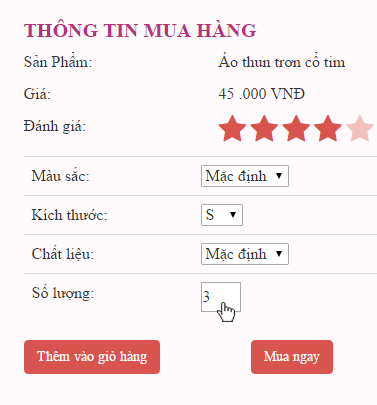 THÔNG TIN MUA HÀNG
Sản Phẩm: Áo thun trơn cổ tim
Giá: 45 .000 VNĐ
Đánh giá:
Màu sắc: Mặc định
Kích thước: S
Chất liệu: Mặc định
Số lượng: 3
Thêm vào giỏ hàng Mua ngay